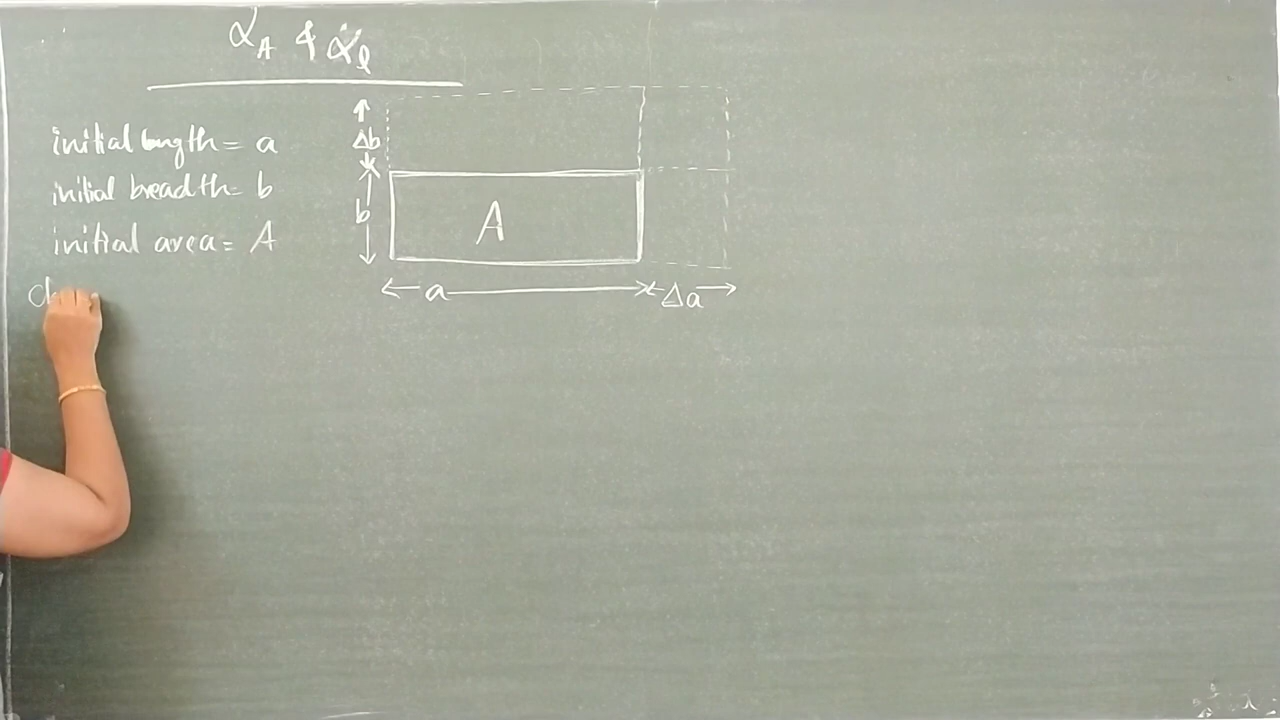 α_A & α_l
initial length = a
initial breadth = b
initial area = A
Δb
b
A
a
Δa